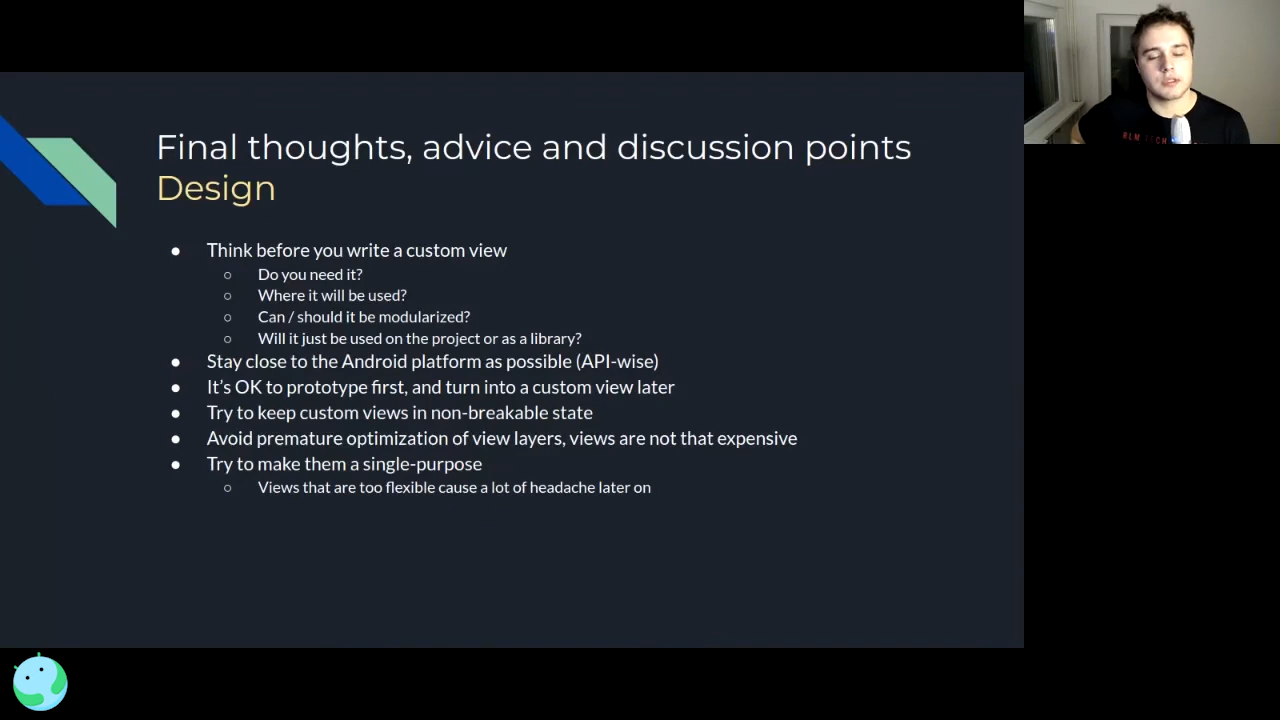 Final thoughts, advice and discussion points
Design
● Think before you write a custom view
○ Do you need it?
○ Where it will be used?
○ Can / should it be modularized?
○ Will it just be used on the project or as a library?
● Stay close to the Android platform as possible (API-wise)
● It's OK to prototype first, and turn into a custom view later
● Try to keep custom views in non-breakable state
● Avoid premature optimization of view layers, views are not that expensive
● Try to make them a single-purpose
○ Views that are too flexible cause a lot of headache later on